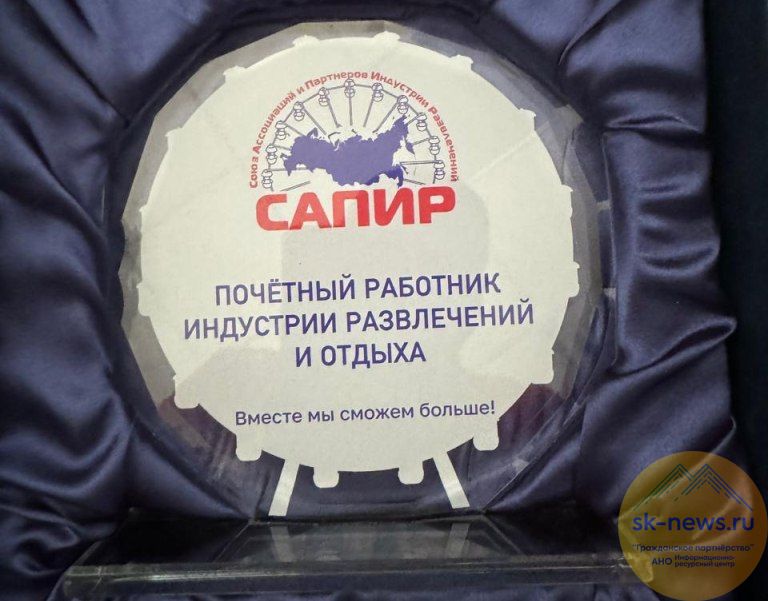 Союз Ассоциаций и Партнеров Индустрии Развлечений
САПИР
ПОЧЁТНЫЙ РАБОТНИК
ИНДУСТРИИ РАЗВЛЕЧЕНИЙ
И ОТДЫХА
Вместе мы сможем больше!
sk-news.ru
"Гражданское партнёрство"
АНО Информационно-
ресурсный центр